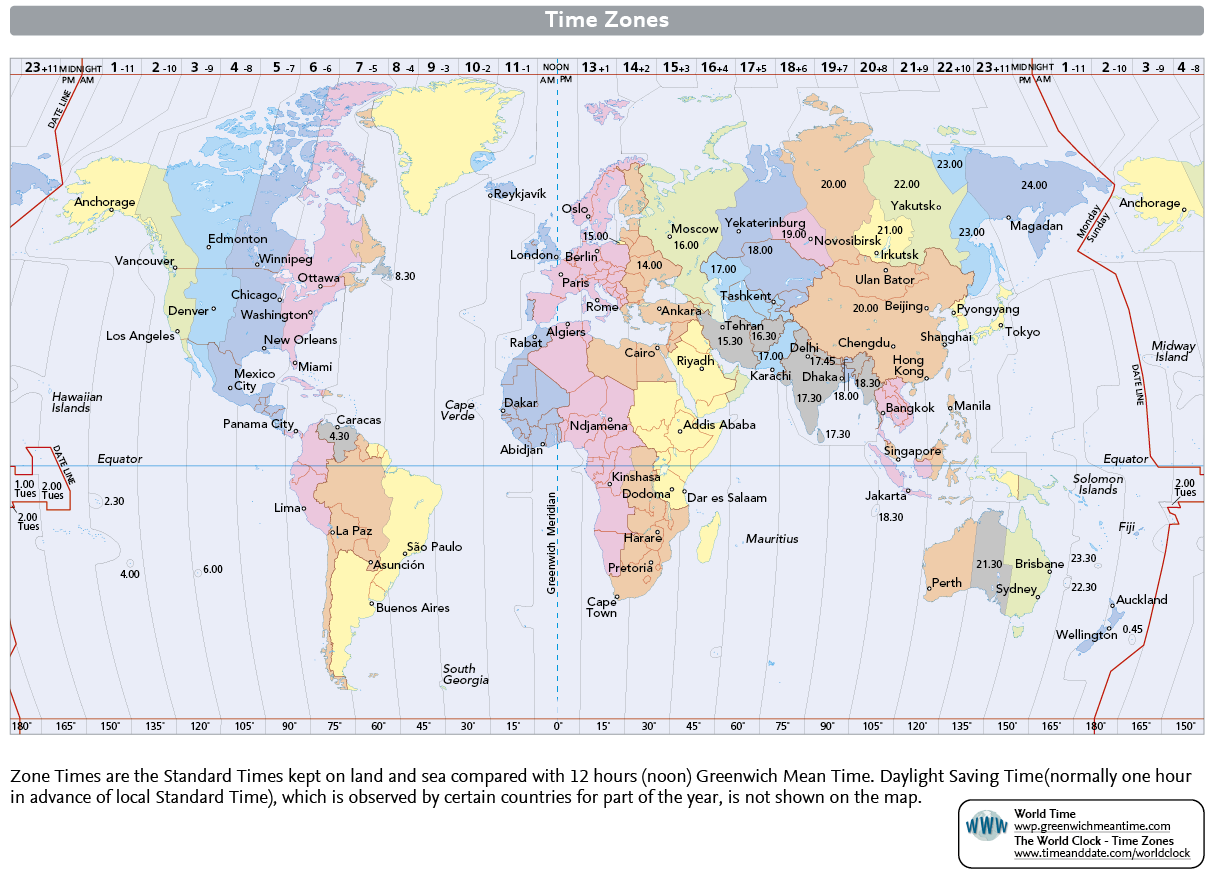 Time Zones
23 +11 MIDNIGHT 1 -11 2 -10 3 -9 4 -8 5 -7 6 -6 7 -5 8 -4 9 -3 10 -2 11 -1 NOON 13 +1 14 +2 15 +3 16 +4 17 +5 18 +6 19 +7 20 +8 21 +9 22 +10 23 +11 MIDNIGHT 1 -11 2 -10 3 -9 4 -8
PM AM AM PM PM AM
DATE LINE
Anchorage
Edmonton
Vancouver
Winnipeg
Ottawa
8.30
Chicago
Denver
Washington
Los Angeles
New Orleans
Miami
Mexico
City
Hawaiian
Islands
Panama City
Caracas
4.30
Equator
DATE LINE
1.00
Tues
2.00
Tues
2.00
Tues
2.30
4.00
6.00
Lima
La Paz
São Paulo
Asunción
Buenos Aires
South
Georgia
Reykjavík
Oslo
15.00
London
Berlin
Paris
14.00
Rome
Ankara
Algiers
Rabat
Cairo
Riyadh
Cape
Verde
Dakar
Abidjan
Ndjamena
Addis Ababa
Kinshasa
Dodoma
Dar es Salaam
Harare
Pretoria
Cape
Town
Mauritius
Greenwich Meridian
Moscow
16.00
Yekaterinburg
19.00
18.00
Novosibirsk
17.00
Tashkent
Tehran
15.30
16.30
17.00
Karachi
Delhi
17.45
Dhaka
18.00
18.30
17.30
17.30
20.00
22.00
Yakutsk
21.00
Irkutsk
23.00
23.00
24.00
Magadan
Monday
Sunday
Anchorage
Ulan Bator
20.00
Beijing
Pyongyang
Tokyo
Shanghai
Chengdu
Hong
Kong
Bangkok
Manila
Singapore
Jakarta
18.30
Midway
Island
DATE LINE
Equator
Solomon
Islands
2.00
Tues
Fiji
21.30
Brisbane
Perth
Sydney
23.30
22.30
Auckland
Wellington
0.45
180° 165° 150° 135° 120° 105° 90° 75° 60° 45° 30° 15° 0° 15° 30° 45° 60° 75° 90° 105° 120° 135° 150° 165° 180° 165° 150°
Zone Times are the Standard Times kept on land and sea compared with 12 hours (noon) Greenwich Mean Time. Daylight Saving Time(normally one hour
in advance of local Standard Time), which is observed by certain countries for part of the year, is not shown on the map.
WWW
World Time
wwp.greenwichmeantime.com
The World Clock - Time Zones
www.timeanddate.com/worldclock